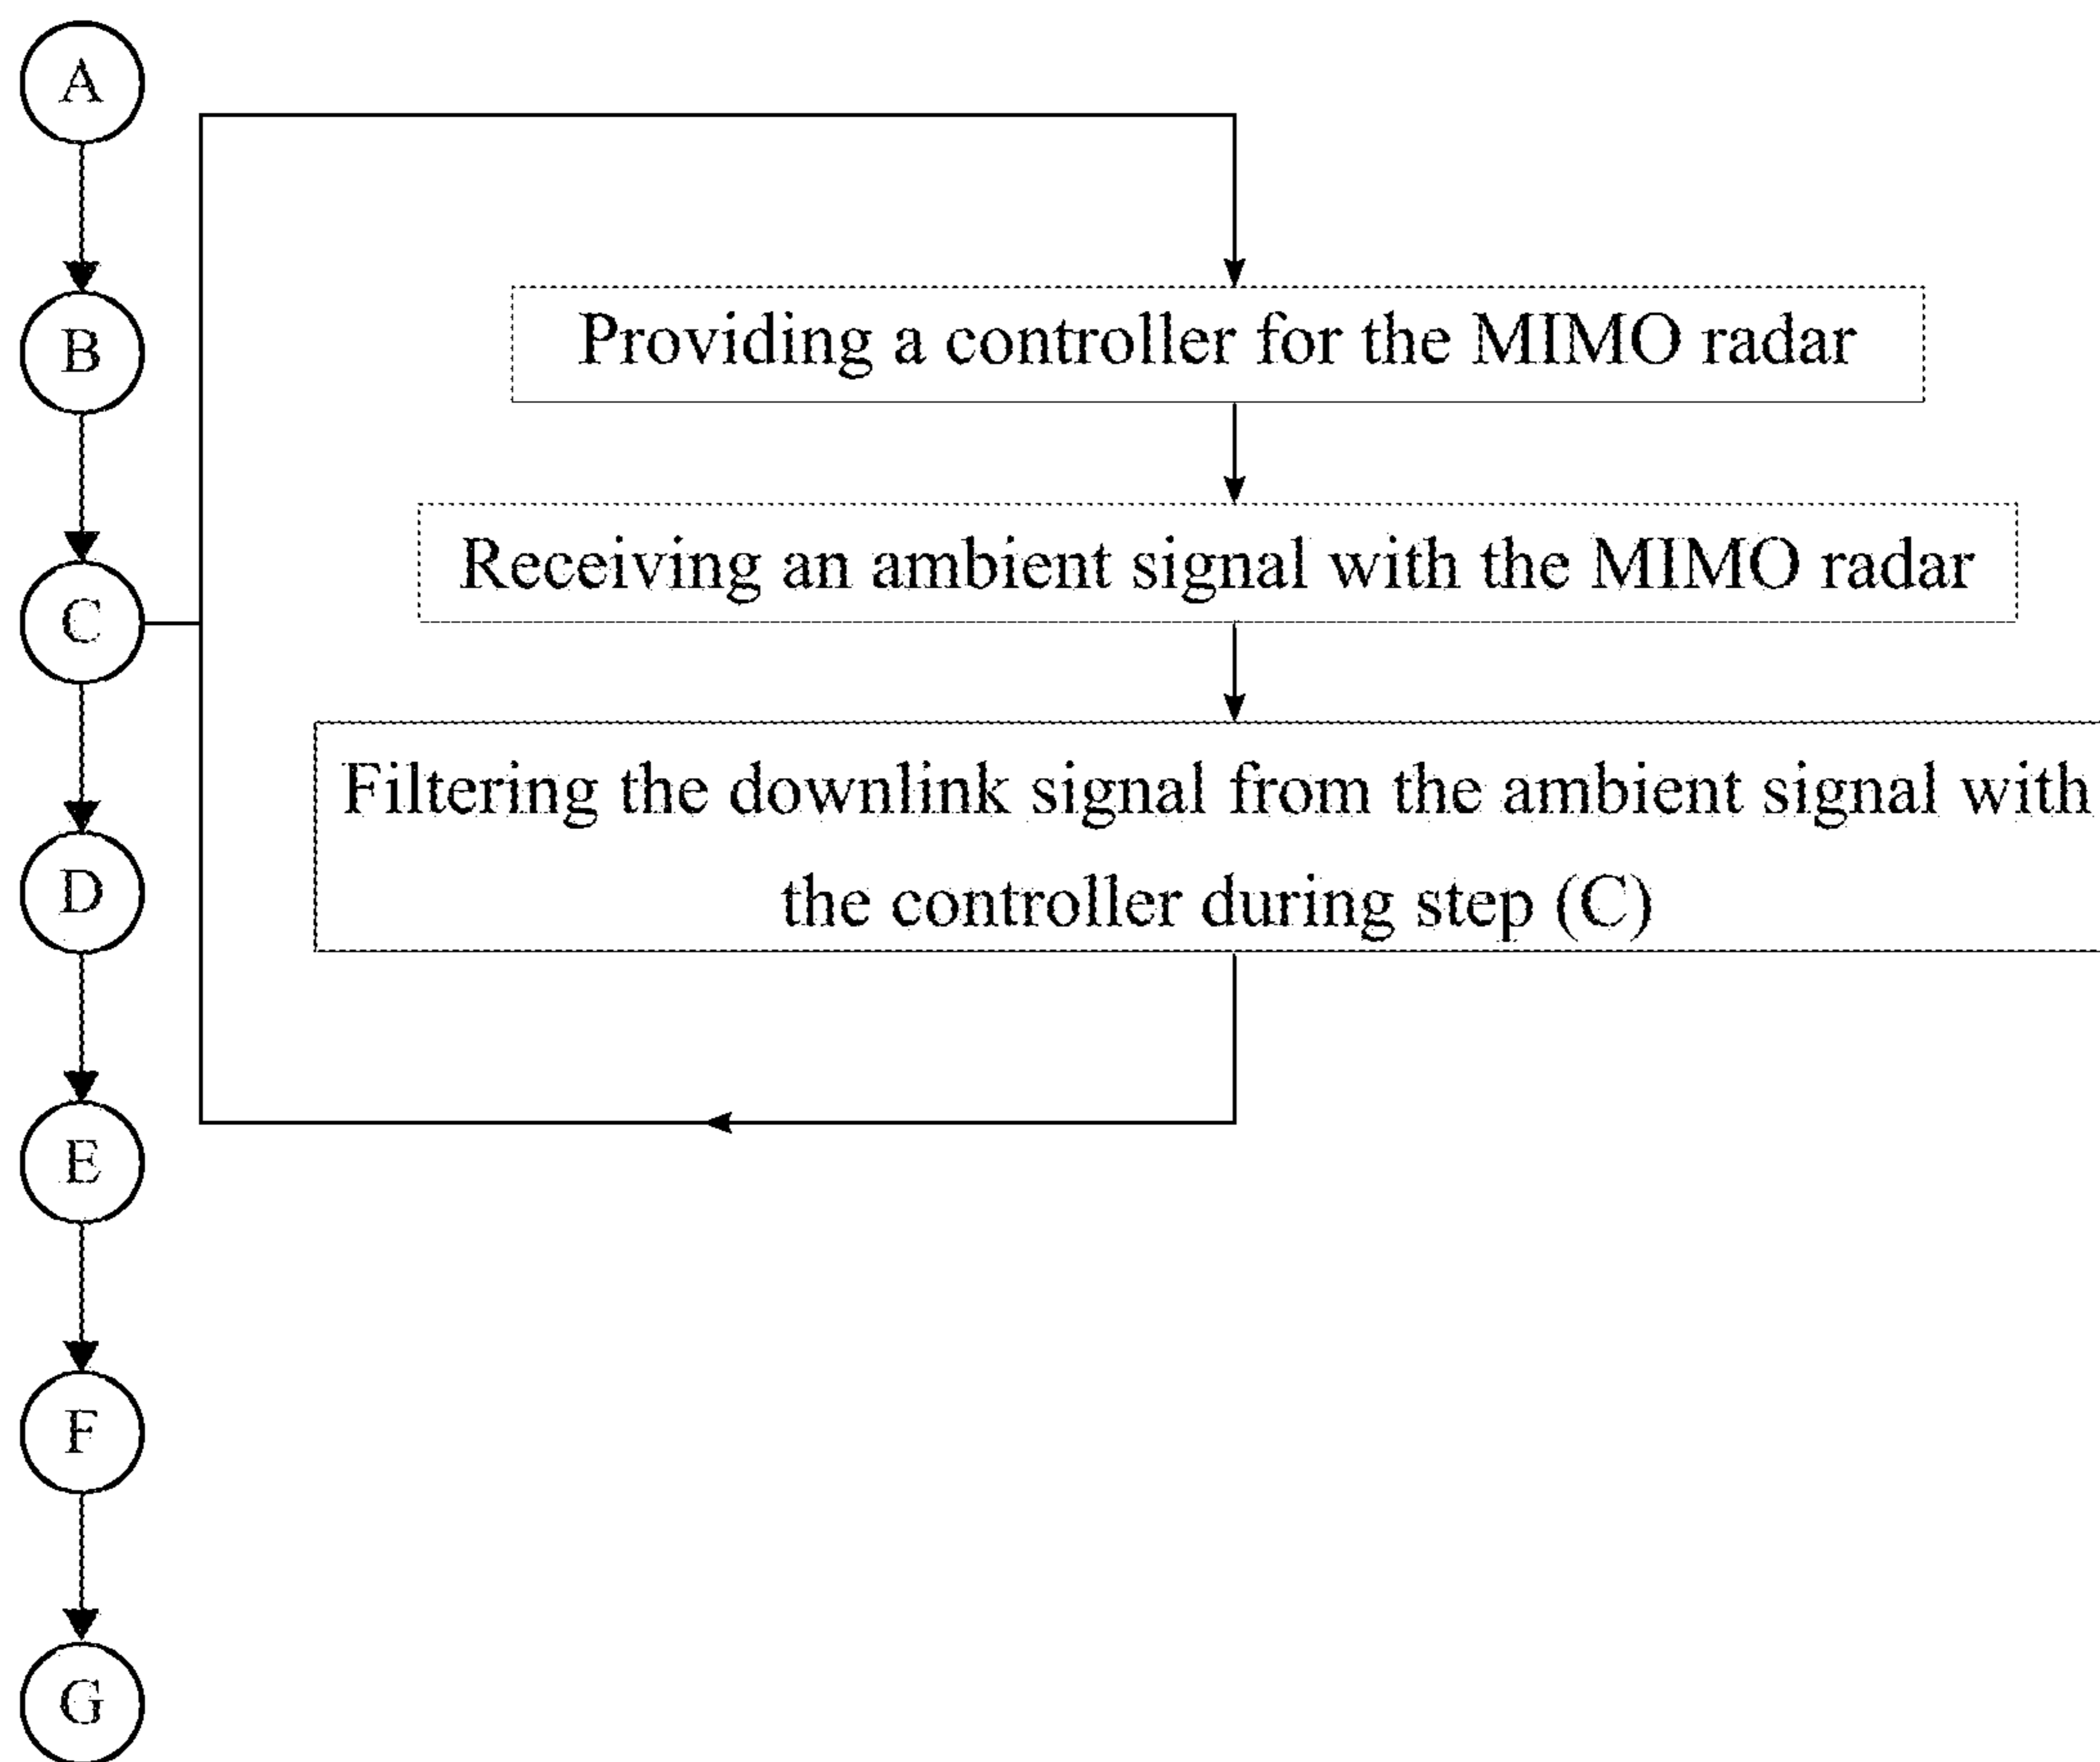 A
B
C
D
E
F
G
Providing a controller for the MIMO radar
Receiving an ambient signal with the MIMO radar
Filtering the downlink signal from the ambient signal with
the controller during step (C)